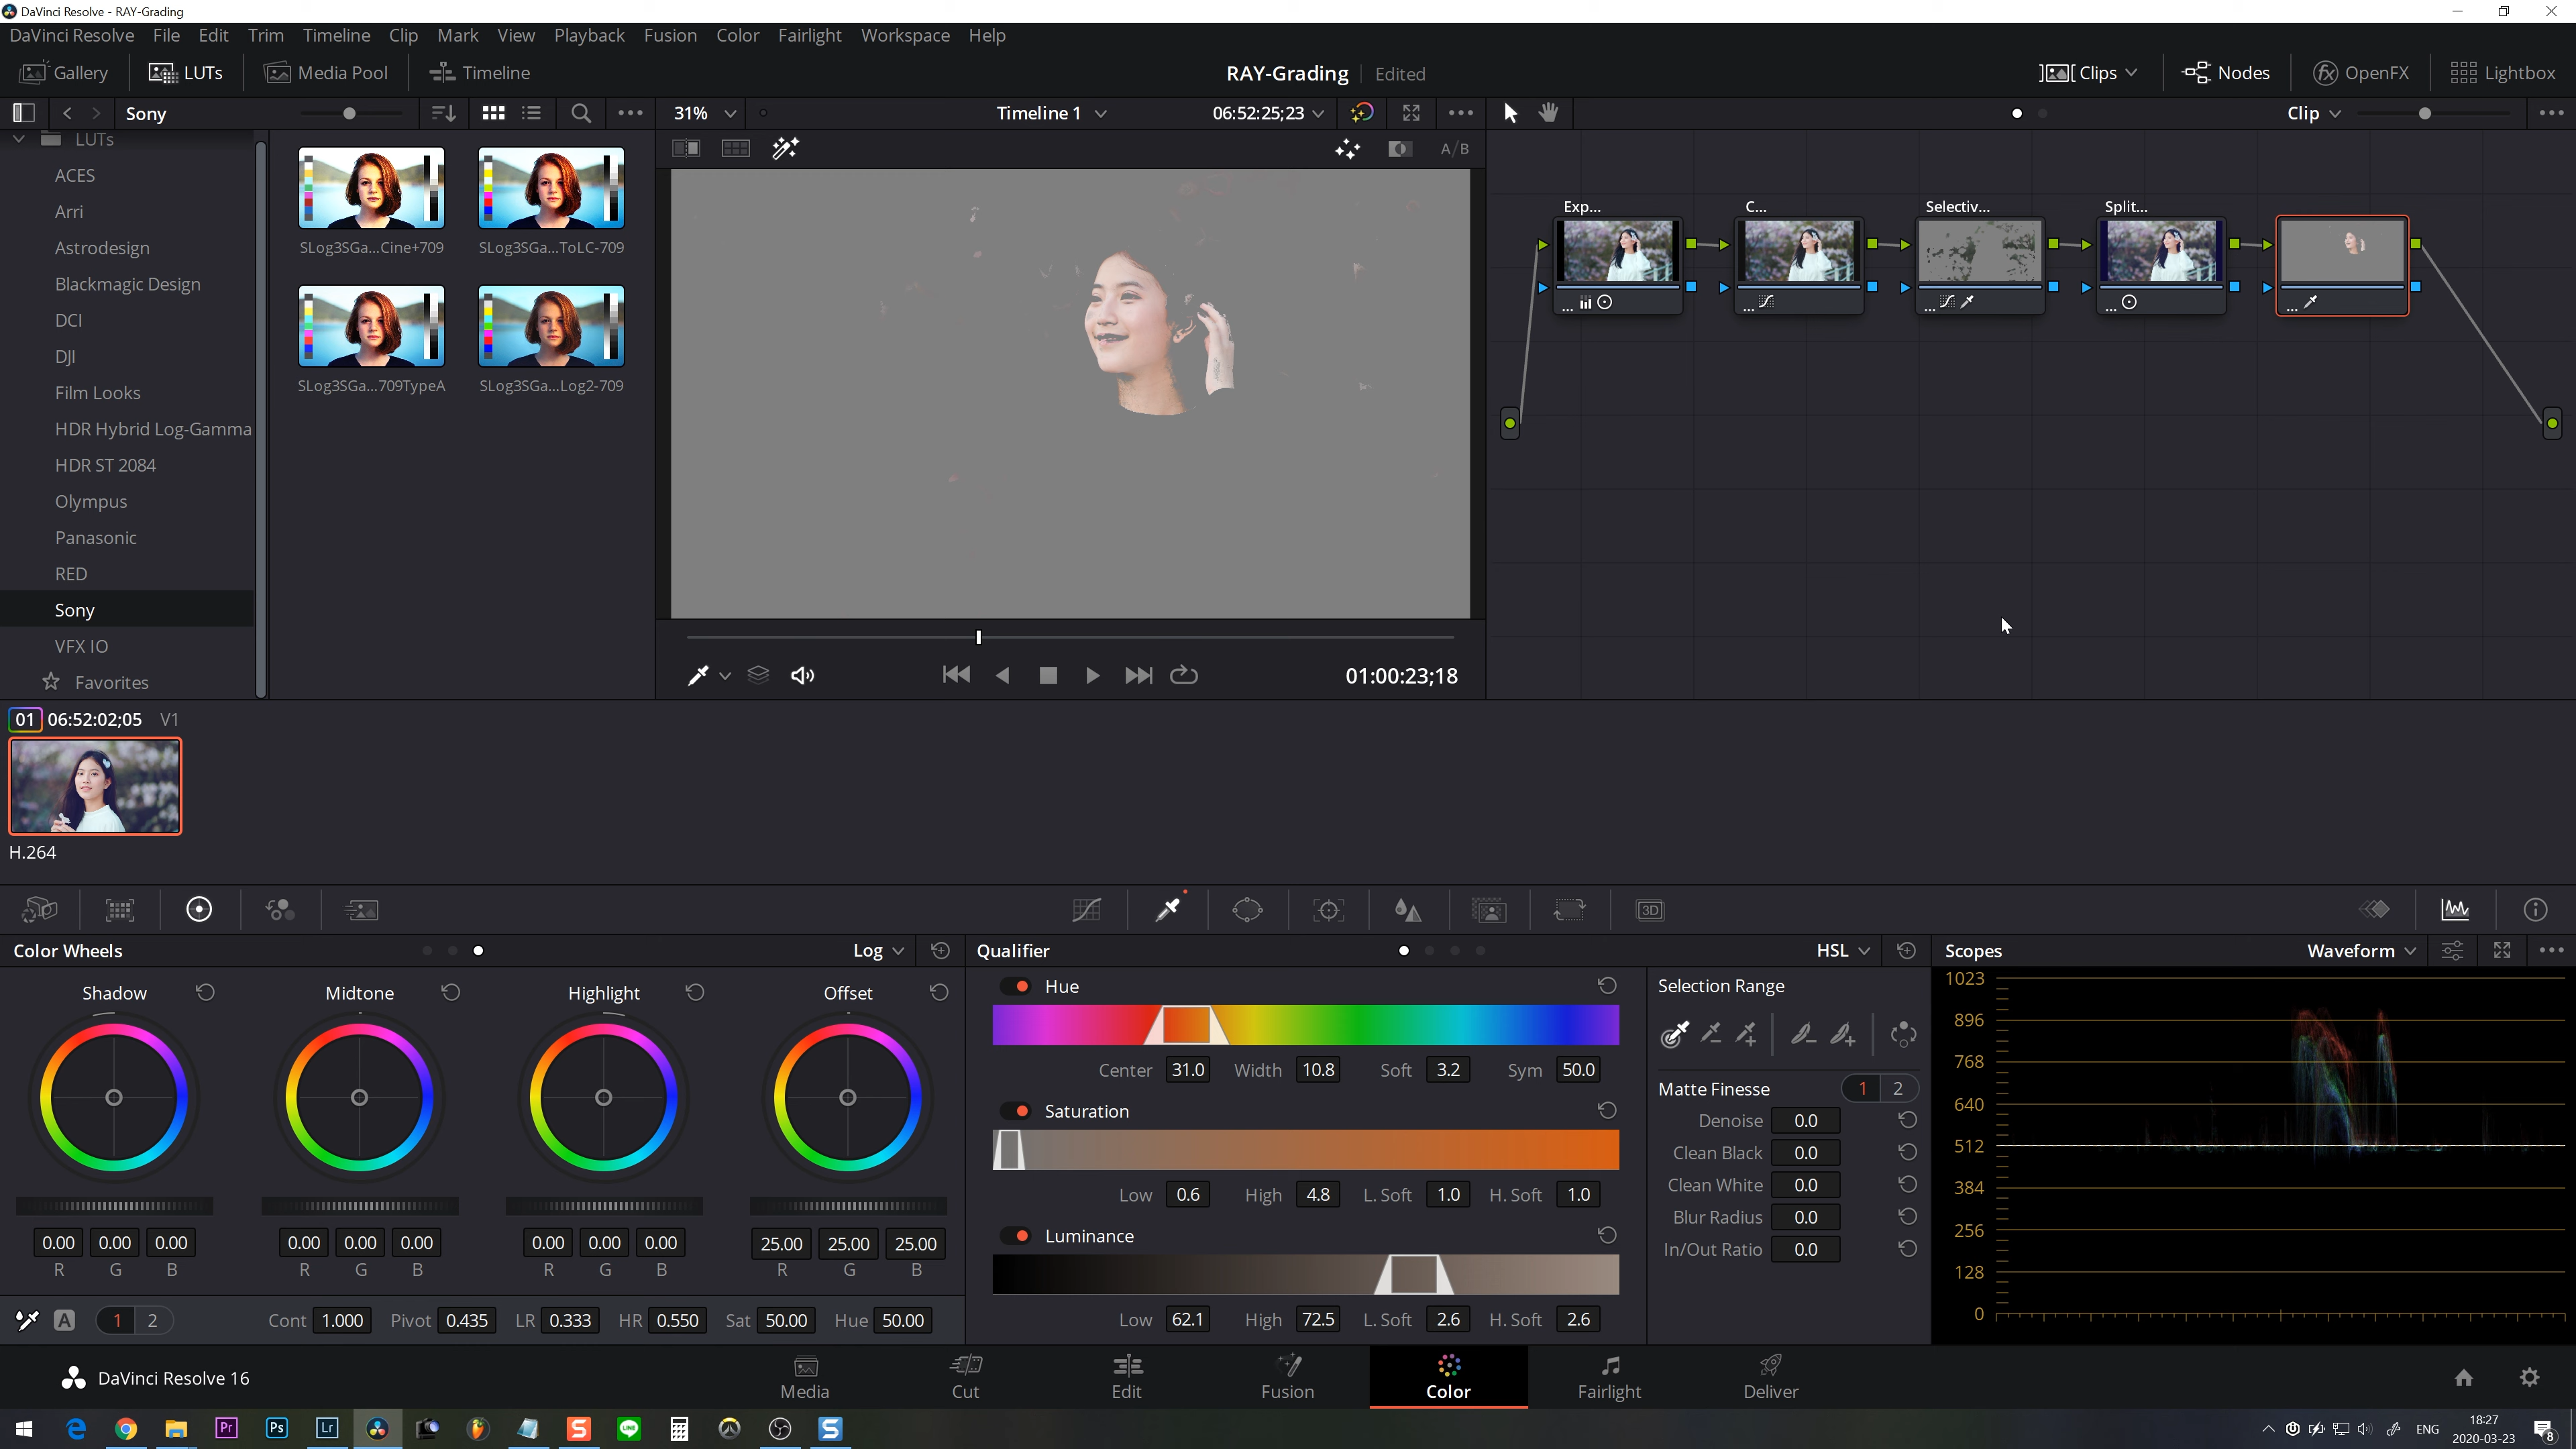 DaVinci Resolve - RAY-Grading
DaVinci Resolve File Edit Trim Timeline Clip Mark View Playback Fusion Color Fairlight Workspace Help
Gallery LUTs Media Pool Timeline RAY-Grading Edited Clips Nodes OpenFX Lightbox
Sony 31% Timeline 1 06:52:25;23 Clip
A/B
LUTs
ACES
Arri
Astrodesign
Blackmagic Design
DCI
DJI
Film Looks
HDR Hybrid Log-Gamma
HDR ST 2084
Olympus
Panasonic
RED
Sony
VFX IO
Favorites
SLog3SGa...Cine+709 SLog3SGa...ToLC-709
SLog3SGa...709TypeA SLog3SGa...Log2-709
Exp... C... Selectiv... Split...
01:00:23;18
01 06:52:02;05 V1
H.264
3D
Color Wheels Log
Shadow Midtone Highlight Offset
0.00 0.00 0.00 0.00 0.00 0.00 0.00 0.00 0.00 25.00 25.00 25.00
R G B R G B R G B R G B
A 1 2 Cont 1.000 Pivot 0.435 LR 0.333 HR 0.550 Sat 50.00 Hue 50.00
Qualifier HSL
Hue
Center 31.0 Width 10.8 Soft 3.2 Sym 50.0
Saturation
Low 0.6 High 4.8 L. Soft 1.0 H. Soft 1.0
Luminance
Low 62.1 High 72.5 L. Soft 2.6 H. Soft 2.6
Selection Range
Matte Finesse 1 2
Denoise 0.0
Clean Black 0.0
Clean White 0.0
Blur Radius 0.0
In/Out Ratio 0.0
Scopes Waveform
1023
896
768
640
512
384
256
128
0
DaVinci Resolve 16
Media Cut Edit Fusion Color Fairlight Deliver
Pr Ps Lr S LINE S ENG 18:27
2020-03-23 8